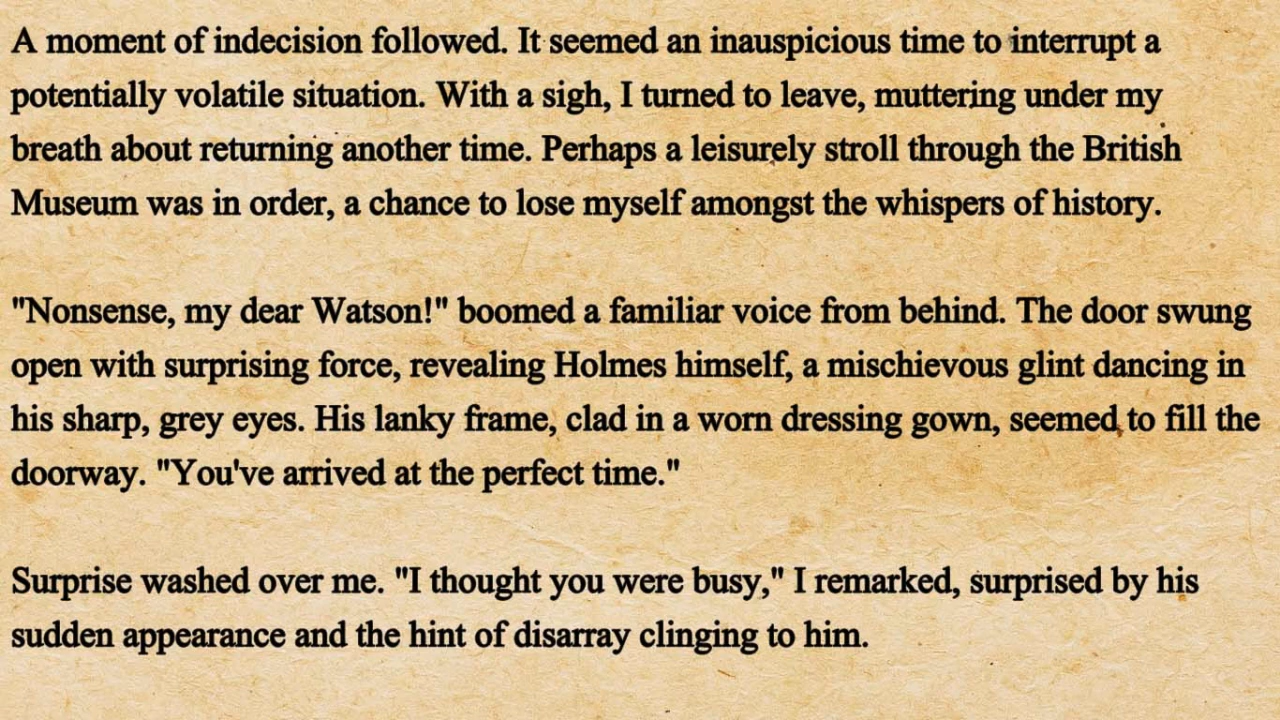 A moment of indecision followed. It seemed an inauspicious time to interrupt a
potentially volatile situation. With a sigh, I turned to leave, muttering under my
breath about returning another time. Perhaps a leisurely stroll through the British
Museum was in order, a chance to lose myself amongst the whispers of history.
"Nonsense, my dear Watson!" boomed a familiar voice from behind. The door swung
open with surprising force, revealing Holmes himself, a mischievous glint dancing in
his sharp, grey eyes. His lanky frame, clad in a worn dressing gown, seemed to fill the
doorway. "You've arrived at the perfect time."
Surprise washed over me. "I thought you were busy," I remarked, surprised by his
sudden appearance and the hint of disarray clinging to him.